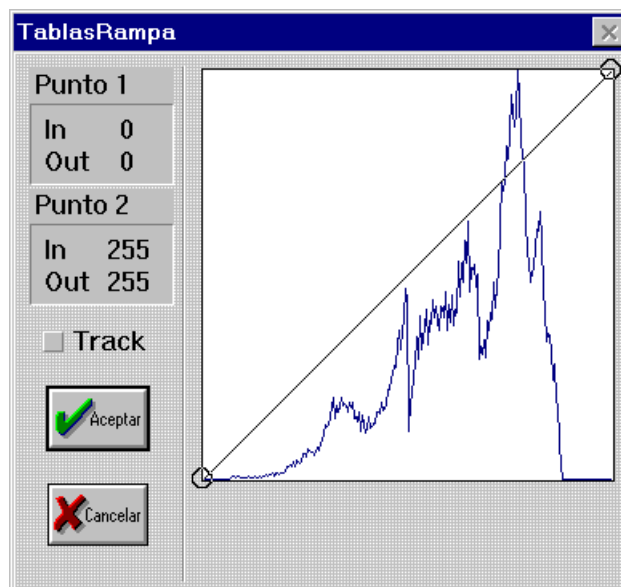 TablasRampa
Punto 1
In 0
Out 0
Punto 2
In 255
Out 255
Track
Aceptar
Cancelar